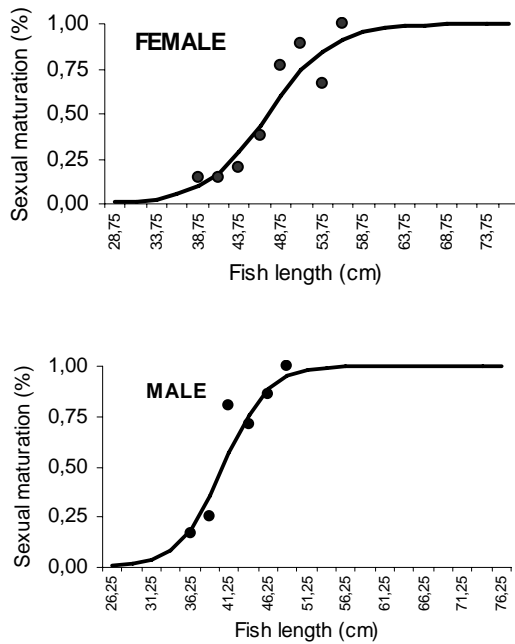 FEMALE
Sexual maturation (%)
1,00
0,75
0,50
0,25
0,00
28,75 33,75 38,75 43,75 48,75 53,75 58,75 63,75 68,75 73,75
Fish length (cm)
MALE
Sexual maturation (%)
1,00
0,75
0,50
0,25
0,00
26,25 31,25 36,25 41,25 46,25 51,25 56,25 61,25 66,25 71,25 76,25
Fish length (cm)